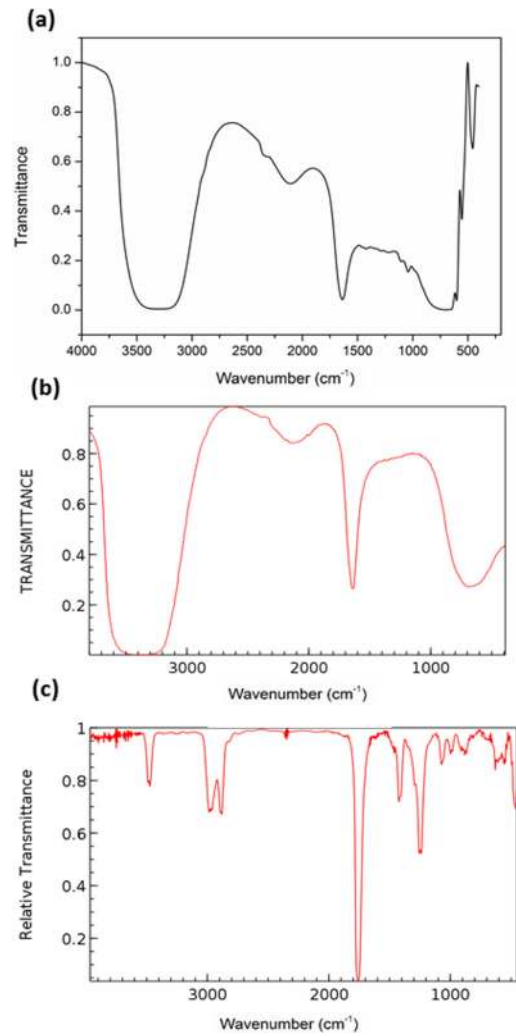 (a)
1.0
0.8
0.6
0.4
0.2
0.0
Transmittance
4000 3500 3000 2500 2000 1500 1000 500
Wavenumber (cm⁻¹)
(b)
0.8
0.6
0.4
0.2
TRANSMITTANCE
3000 2000 1000
Wavenumber (cm⁻¹)
(c)
1
0.8
0.6
0.4
0.2
Relative Transmittance
3000 2000 1000
Wavenumber (cm⁻¹)